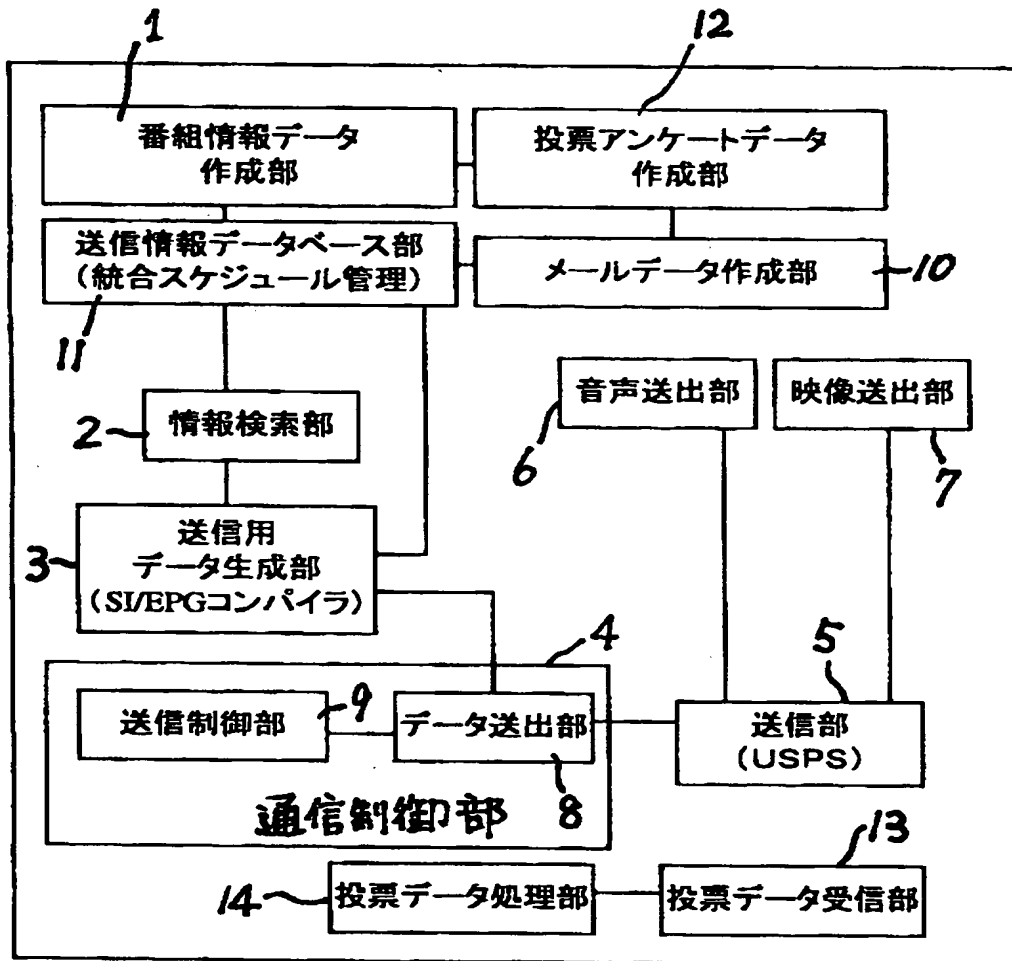 1
12
番組情報データ
作成部
投票アンケートデータ
作成部
送信情報データベース部
(統合スケジュール管理)
メールデータ作成部
10
11
音声送出部
映像送出部
6
7
2
情報検索部
3
送信用
データ生成部
(SI/EPGコンパイラ)
4
5
送信制御部
9
データ送出部
8
送信部
(USPS)
通信制御部
13
14
投票データ処理部
投票データ受信部